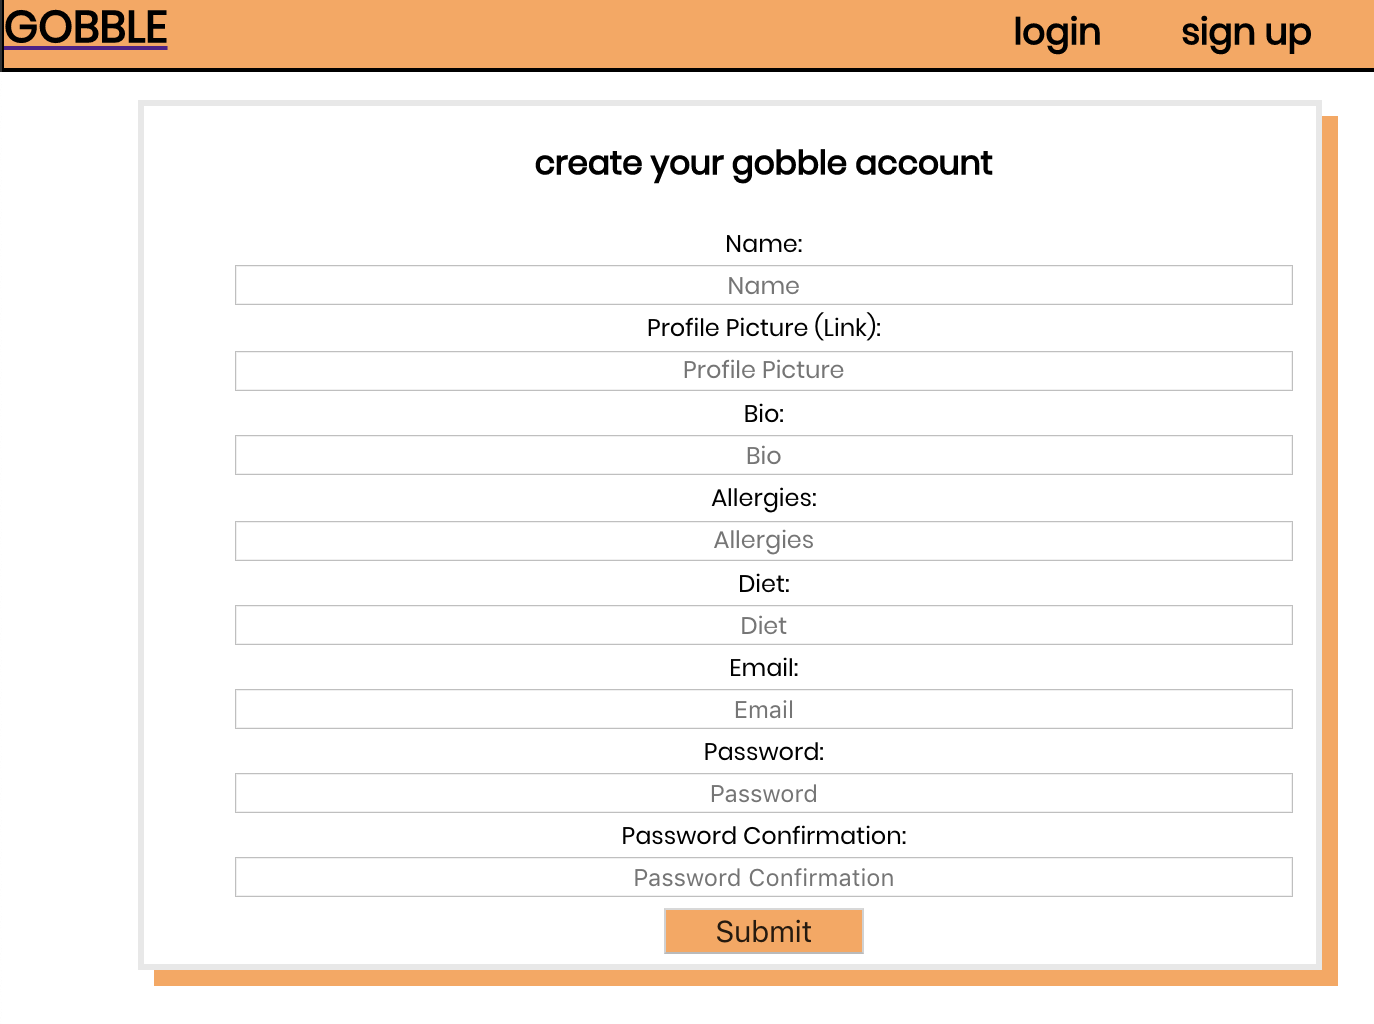 GOBBLE login sign up
create your gobble account
Name:
Name
Profile Picture (Link):
Profile Picture
Bio:
Bio
Allergies:
Allergies
Diet:
Diet
Email:
Email
Password:
Password
Password Confirmation:
Password Confirmation
Submit